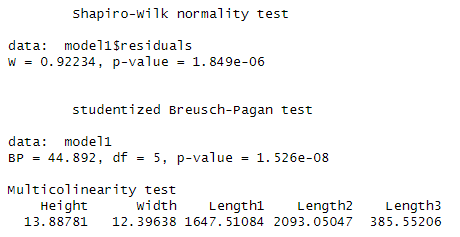 Shapiro-Wilk normality test
data:  model1$residuals
W = 0.92234, p-value = 1.849e-06
studentized Breusch-Pagan test
data:  model1
BP = 44.892, df = 5, p-value = 1.526e-08
Multicolinearity test
Height Width Length1 Length2 Length3
13.88781 12.39638 1647.51084 2093.05047 385.55206